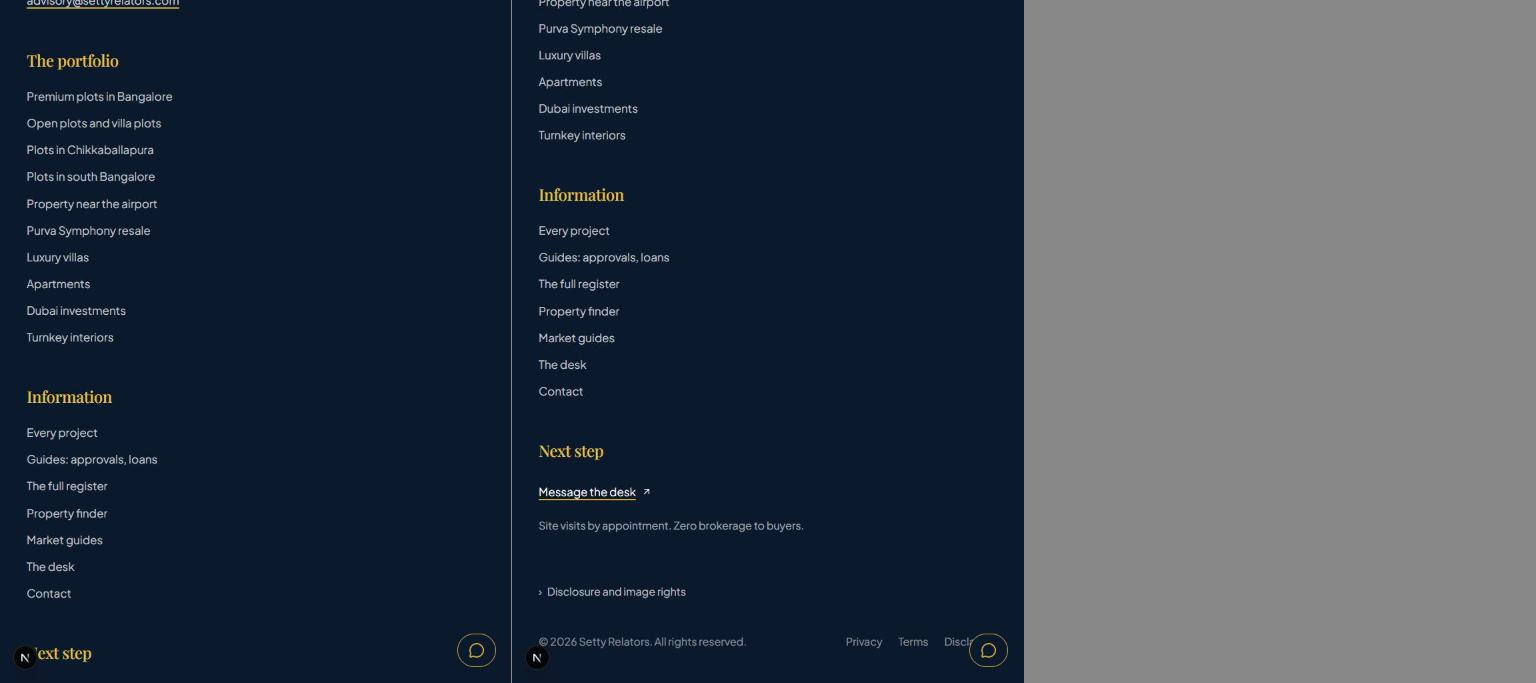 advisory@settyrelators.com
The portfolio
Premium plots in Bangalore
Open plots and villa plots
Plots in Chikkaballapura
Plots in south Bangalore
Property near the airport
Purva Symphony resale
Luxury villas
Apartments
Dubai investments
Turnkey interiors
Information
Every project
Guides: approvals, loans
The full register
Property finder
Market guides
The desk
Contact
N
ext step
Property near the airport
Purva Symphony resale
Luxury villas
Apartments
Dubai investments
Turnkey interiors
Information
Every project
Guides: approvals, loans
The full register
Property finder
Market guides
The desk
Contact
Next step
Message the desk ↗
Site visits by appointment. Zero brokerage to buyers.
› Disclosure and image rights
© 2026 Setty Relators. All rights reserved. Privacy Terms
N